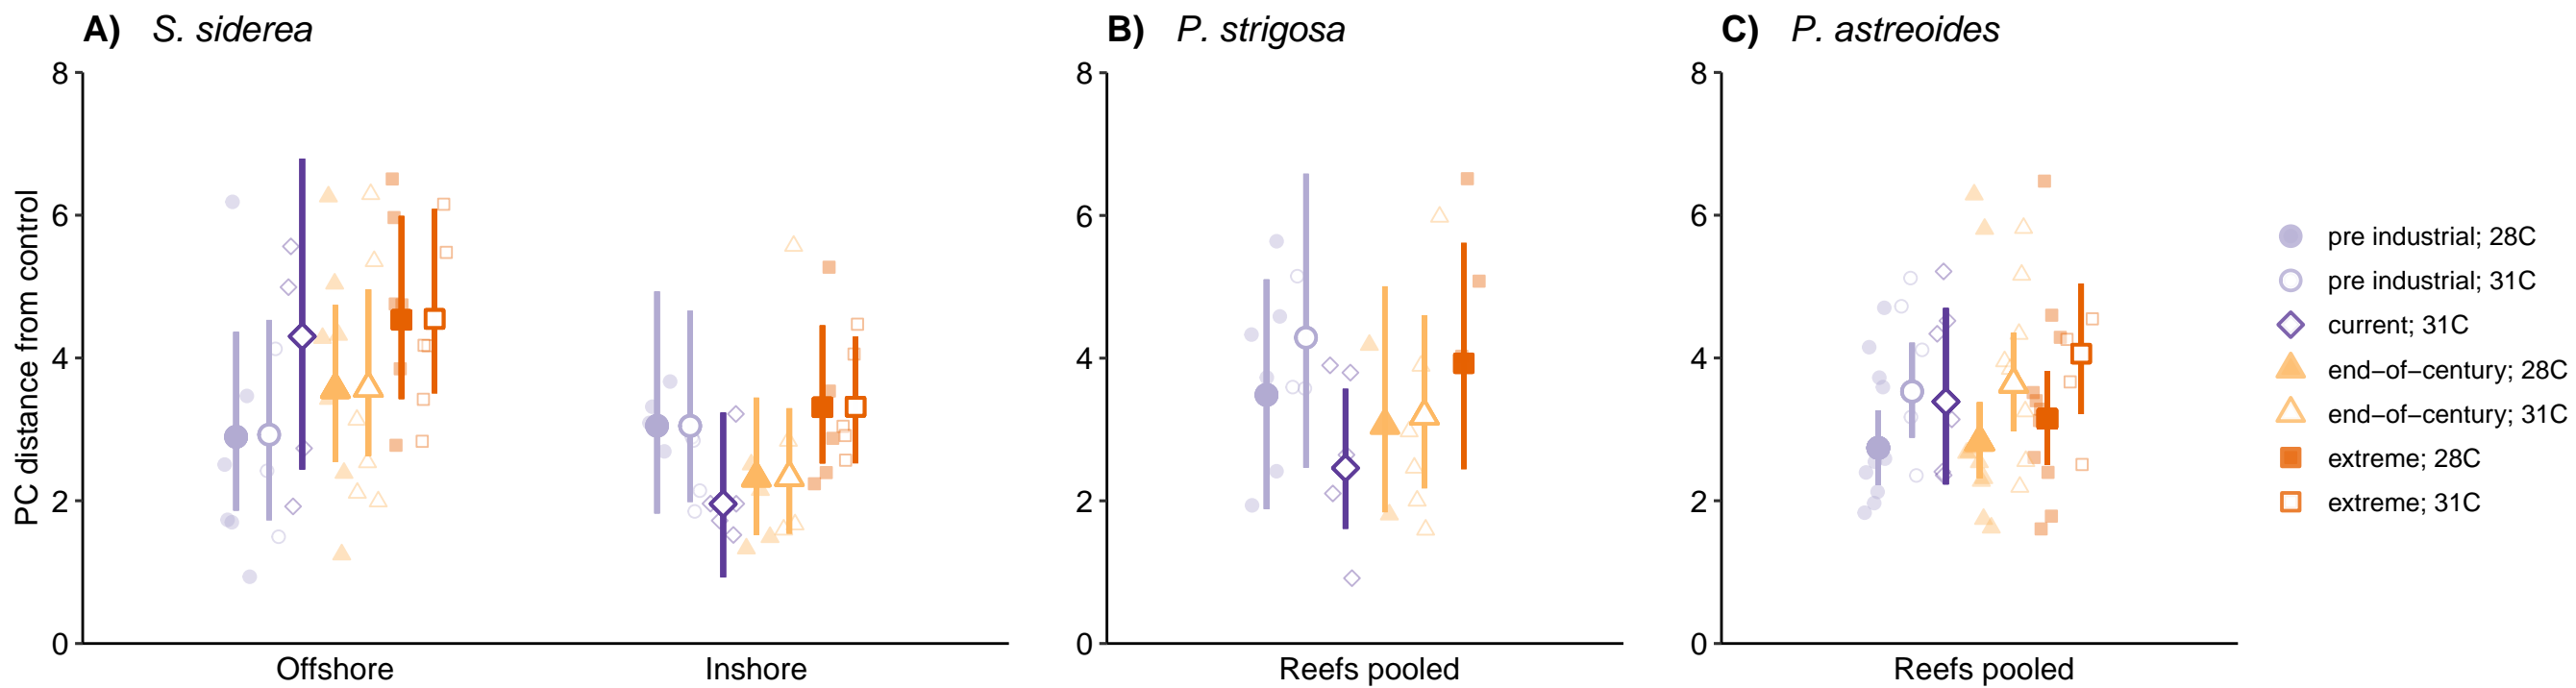 A) S. siderea
B) P. strigosa
C) P. astreoides
PC distance from control
8
6
4
2
0
Offshore
Inshore
8
6
4
2
0
Reefs pooled
8
6
4
2
0
Reefs pooled
pre industrial; 28C
pre industrial; 31C
current; 31C
end−of−century; 28C
end−of−century; 31C
extreme; 28C
extreme; 31C